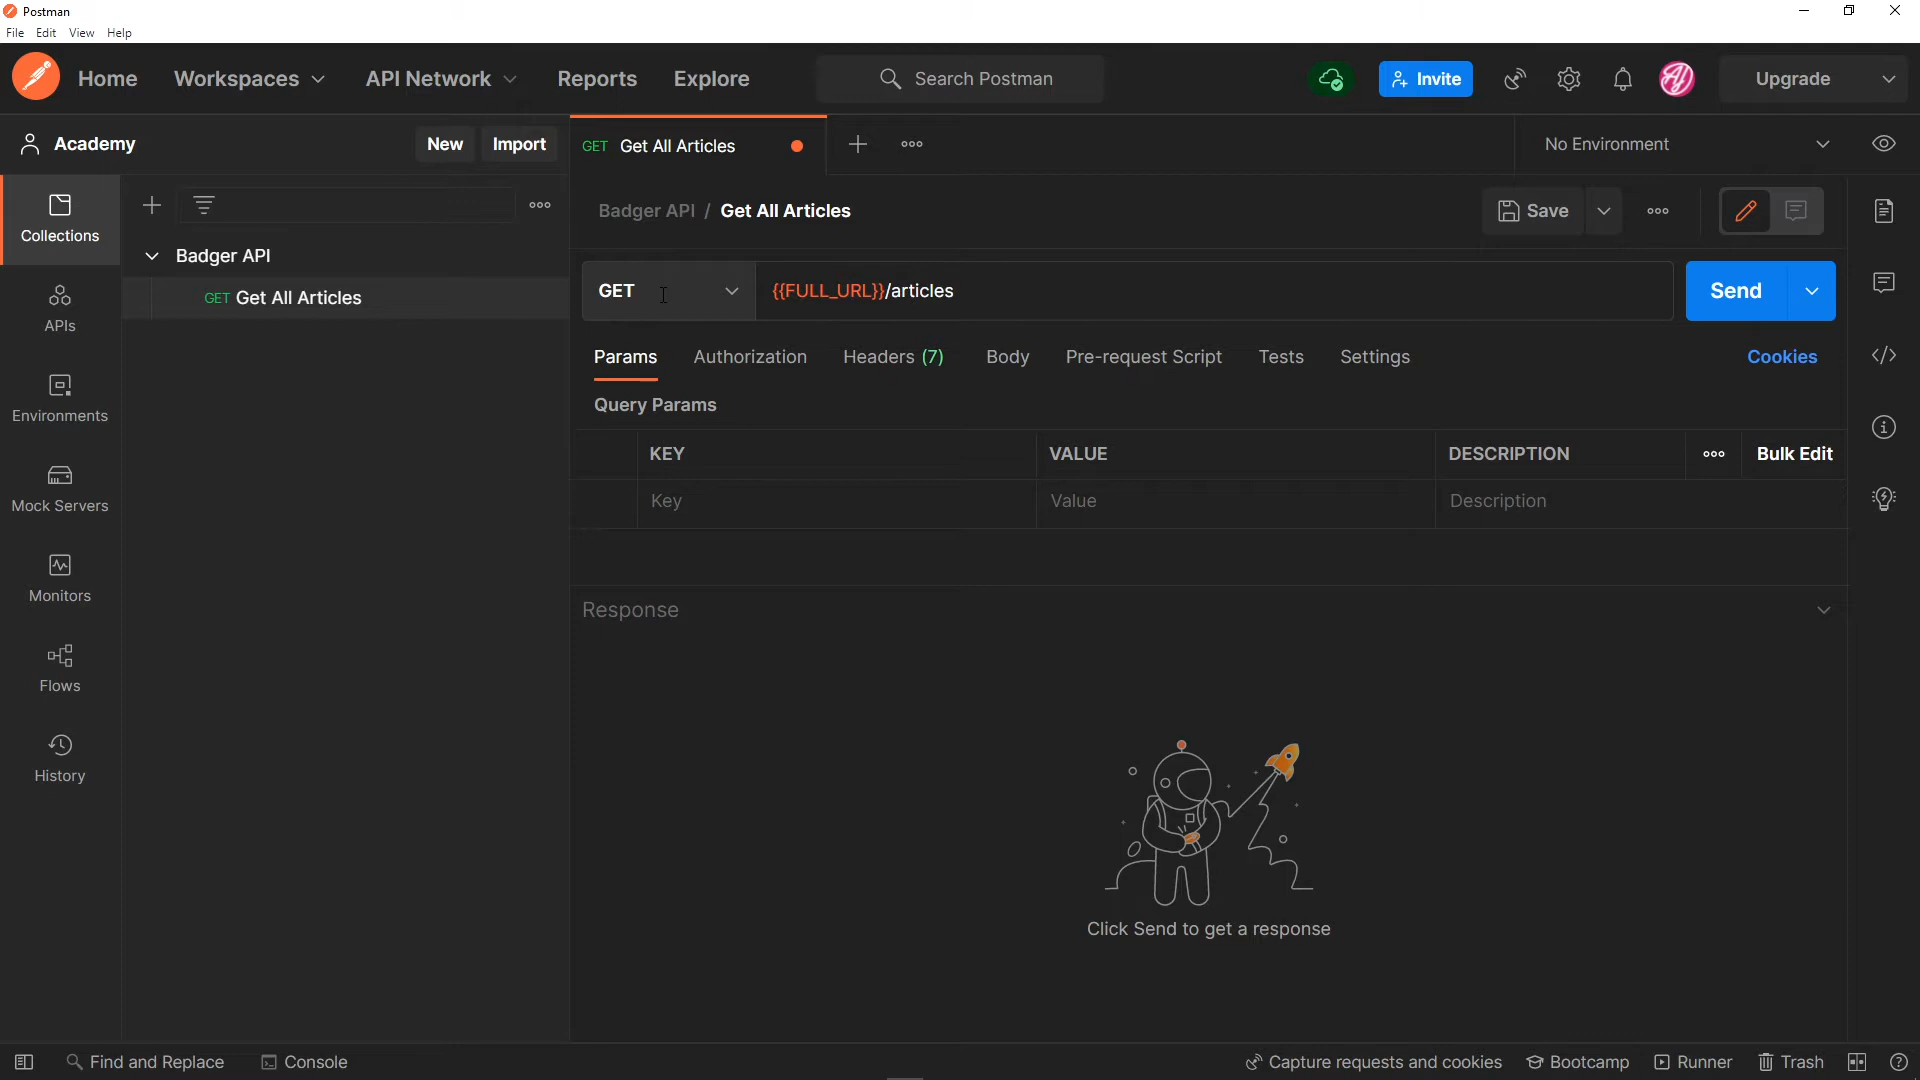 Postman
File Edit View Help
Home Workspaces API Network Reports Explore Search Postman Invite Upgrade
Academy New Import
GET Get All Articles
No Environment
Collections
APIs
Environments
Mock Servers
Monitors
Flows
History
Badger API
GET Get All Articles
Badger API / Get All Articles Save
GET {{FULL_URL}}/articles Send
Params Authorization Headers (7) Body Pre-request Script Tests Settings Cookies
Query Params
KEY VALUE DESCRIPTION Bulk Edit
Key Value Description
Response
Click Send to get a response
Find and Replace Console Capture requests and cookies Bootcamp Runner Trash